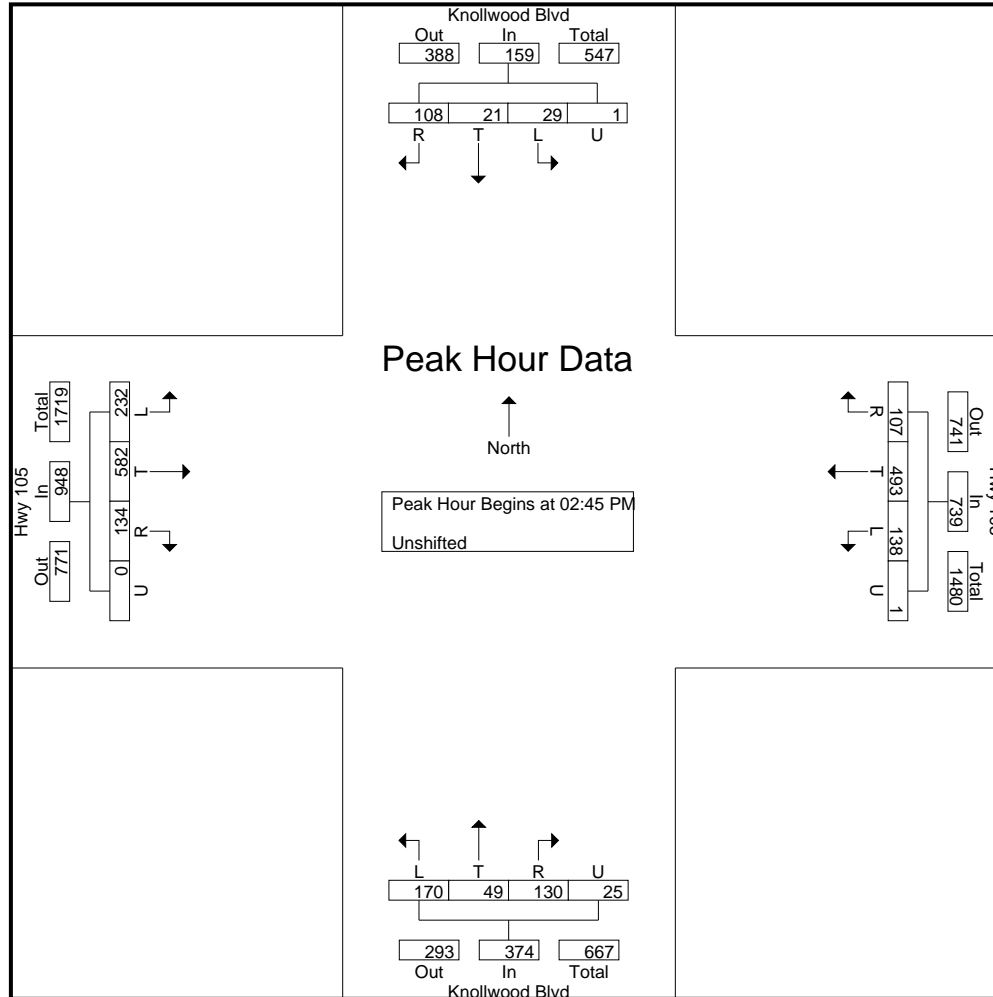 Knollwood Blvd
Out In Total
388 159 547
108 21 29 1
R T L U
Peak Hour Data
North
Peak Hour Begins at 02:45 PM
Unshifted
Hwy 105
Total In Out
1719 948 771
232 582 134 0
L T R U
Out In Total
741 739 1480
107 493 138 1
R T L U
L T R U
170 49 130 25
293 374 667
Out In Total
Knollwood Blvd